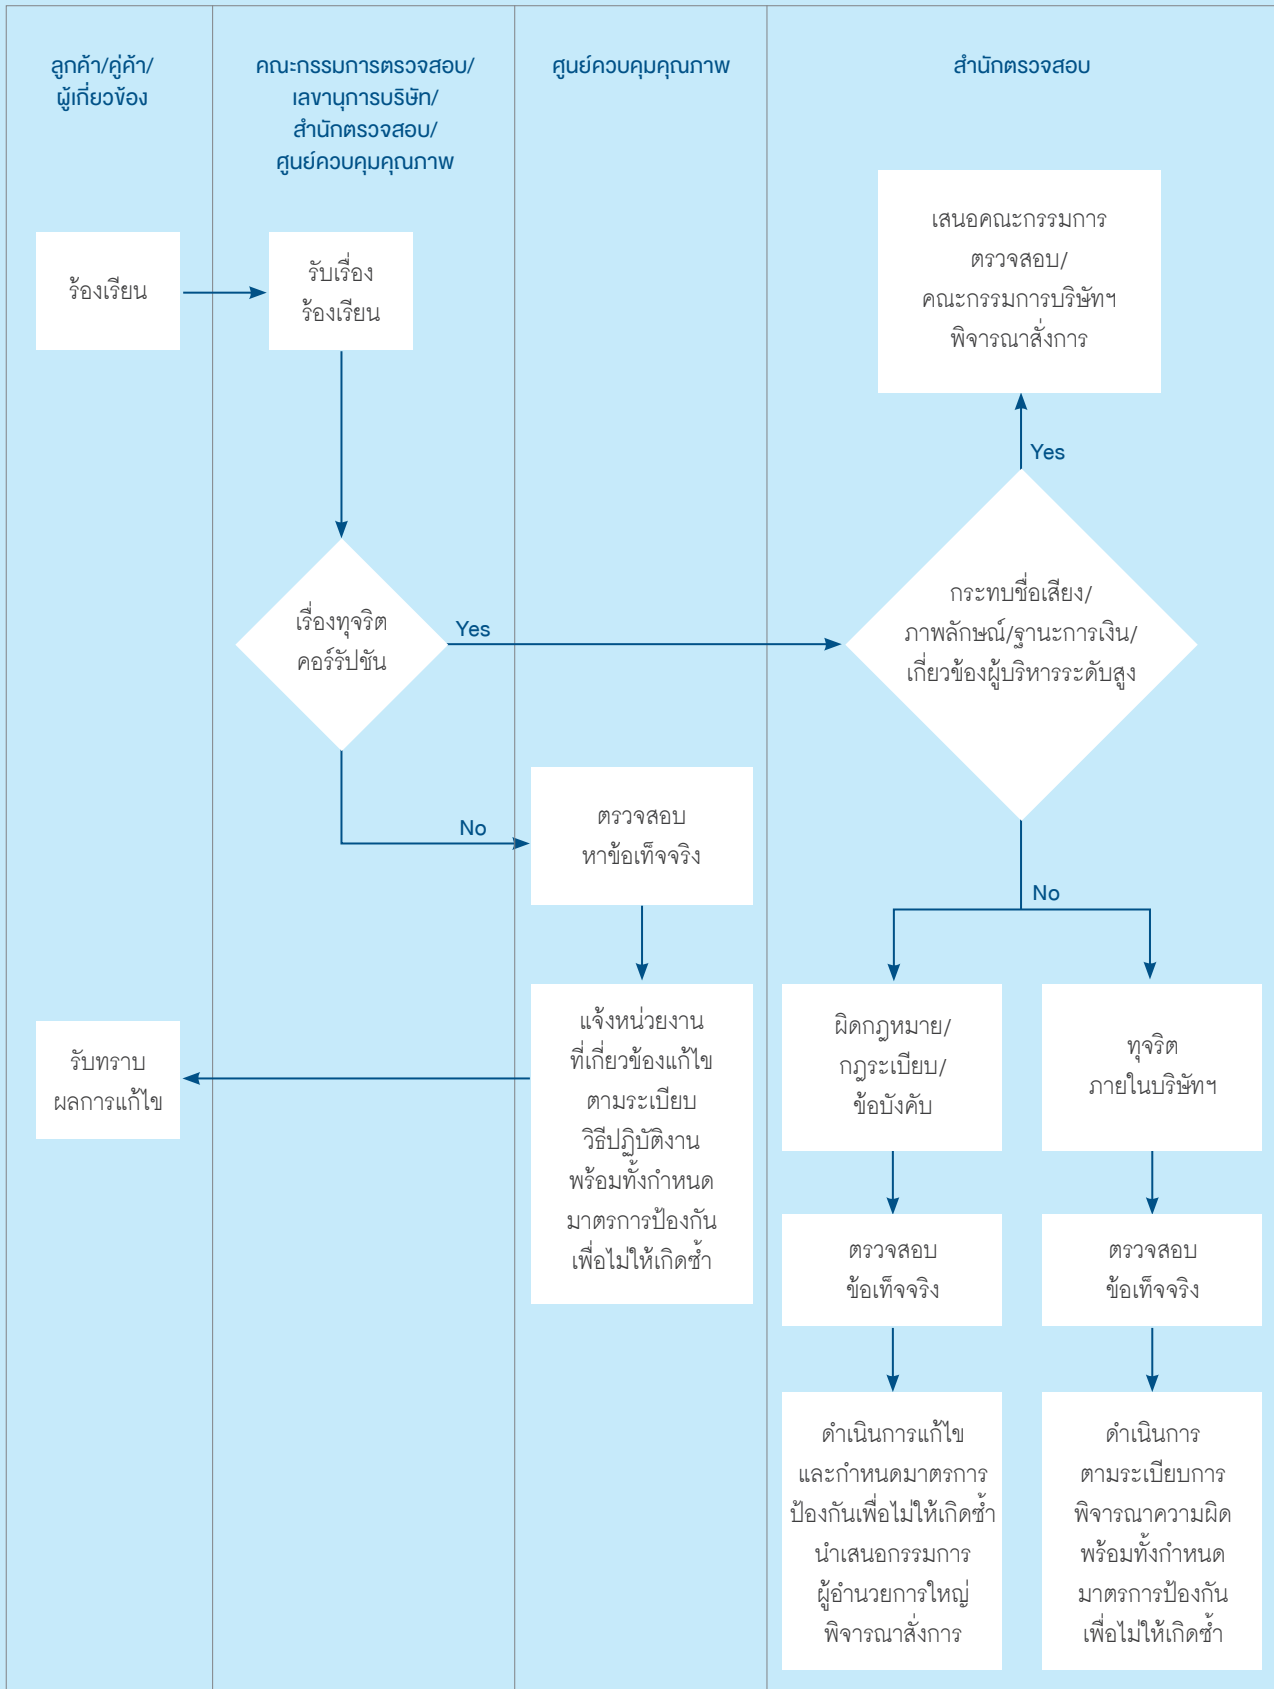 ลูกค้า/คู่ค้า/
ผู้เกี่ยวข้อง
คณะกรรมการตรวจสอบ/
เลขานุการบริษัท/
สำนักตรวจสอบ/
ศูนย์ควบคุมคุณภาพ
ศูนย์ควบคุมคุณภาพ
สำนักตรวจสอบ
ร้องเรียน
รับเรื่อง
ร้องเรียน
เสนอคณะกรรมการ
ตรวจสอบ/
คณะกรรมการบริษัทฯ
พิจารณาสั่งการ
Yes
เรื่องทุจริต
คอร์รัปชัน
Yes
กระทบชื่อเสียง/
ภาพลักษณ์/ฐานะการเงิน/
เกี่ยวข้องผู้บริหารระดับสูง
No
ตรวจสอบ
หาข้อเท็จจริง
No
รับทราบ
ผลการแก้ไข
แจ้งหน่วยงาน
ที่เกี่ยวข้องแก้ไข
ตามระเบียบ
วิธีปฏิบัติงาน
พร้อมทั้งกำหนด
มาตรการป้องกัน
เพื่อไม่ให้เกิดซ้ำ
ผิดกฎหมาย/
กฎระเบียบ/
ข้อบังคับ
ทุจริต
ภายในบริษัทฯ
ตรวจสอบ
ข้อเท็จจริง
ตรวจสอบ
ข้อเท็จจริง
ดำเนินการแก้ไข
และกำหนดมาตรการ
ป้องกันเพื่อไม่ให้เกิดซ้ำ
นำเสนอกรรมการ
ผู้อำนวยการใหญ่
พิจารณาสั่งการ
ดำเนินการ
ตามระเบียบการ
พิจารณาความผิด
พร้อมทั้งกำหนด
มาตรการป้องกัน
เพื่อไม่ให้เกิดซ้ำ